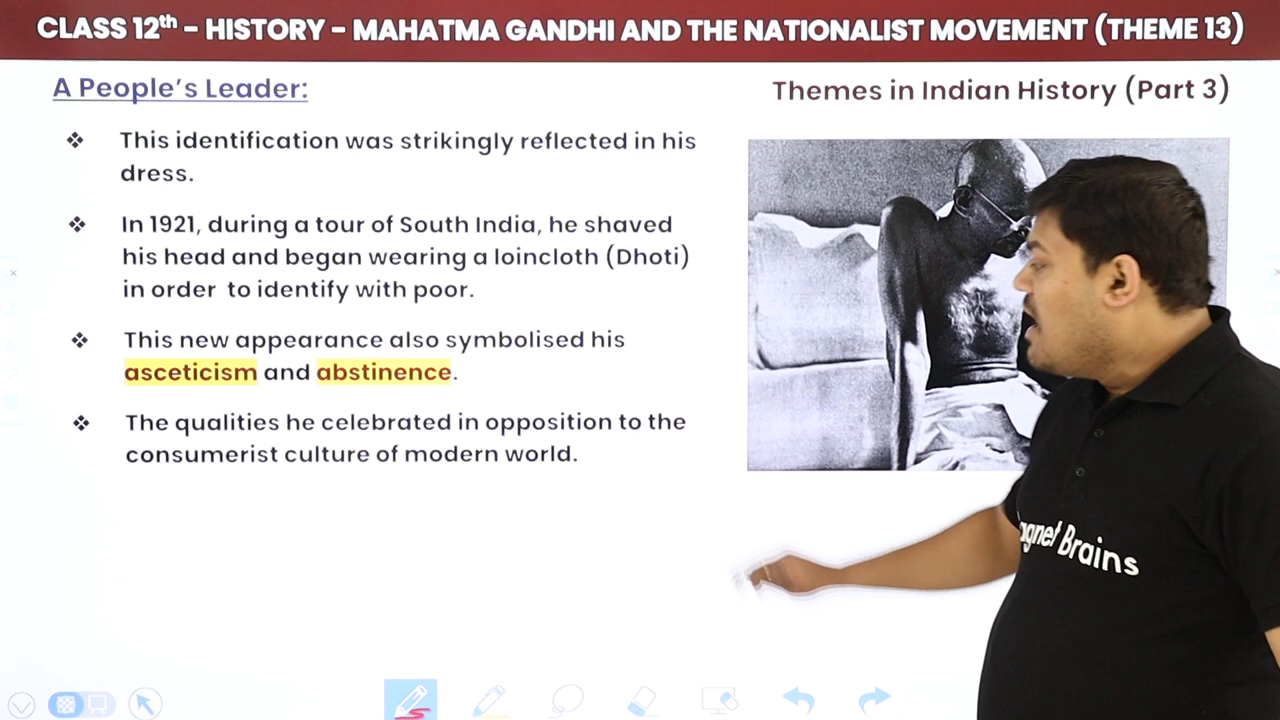 CLASS 12th – HISTORY – MAHATMA GANDHI AND THE NATIONALIST MOVEMENT (THEME 13)
A People's Leader:
Themes in Indian History (Part 3)
❖ This identification was strikingly reflected in his
dress.
❖ In 1921, during a tour of South India, he shaved
his head and began wearing a loincloth (Dhoti)
in order to identify with poor.
❖ This new appearance also symbolised his
asceticism and abstinence.
❖ The qualities he celebrated in opposition to the
consumerist culture of modern world.
Brains